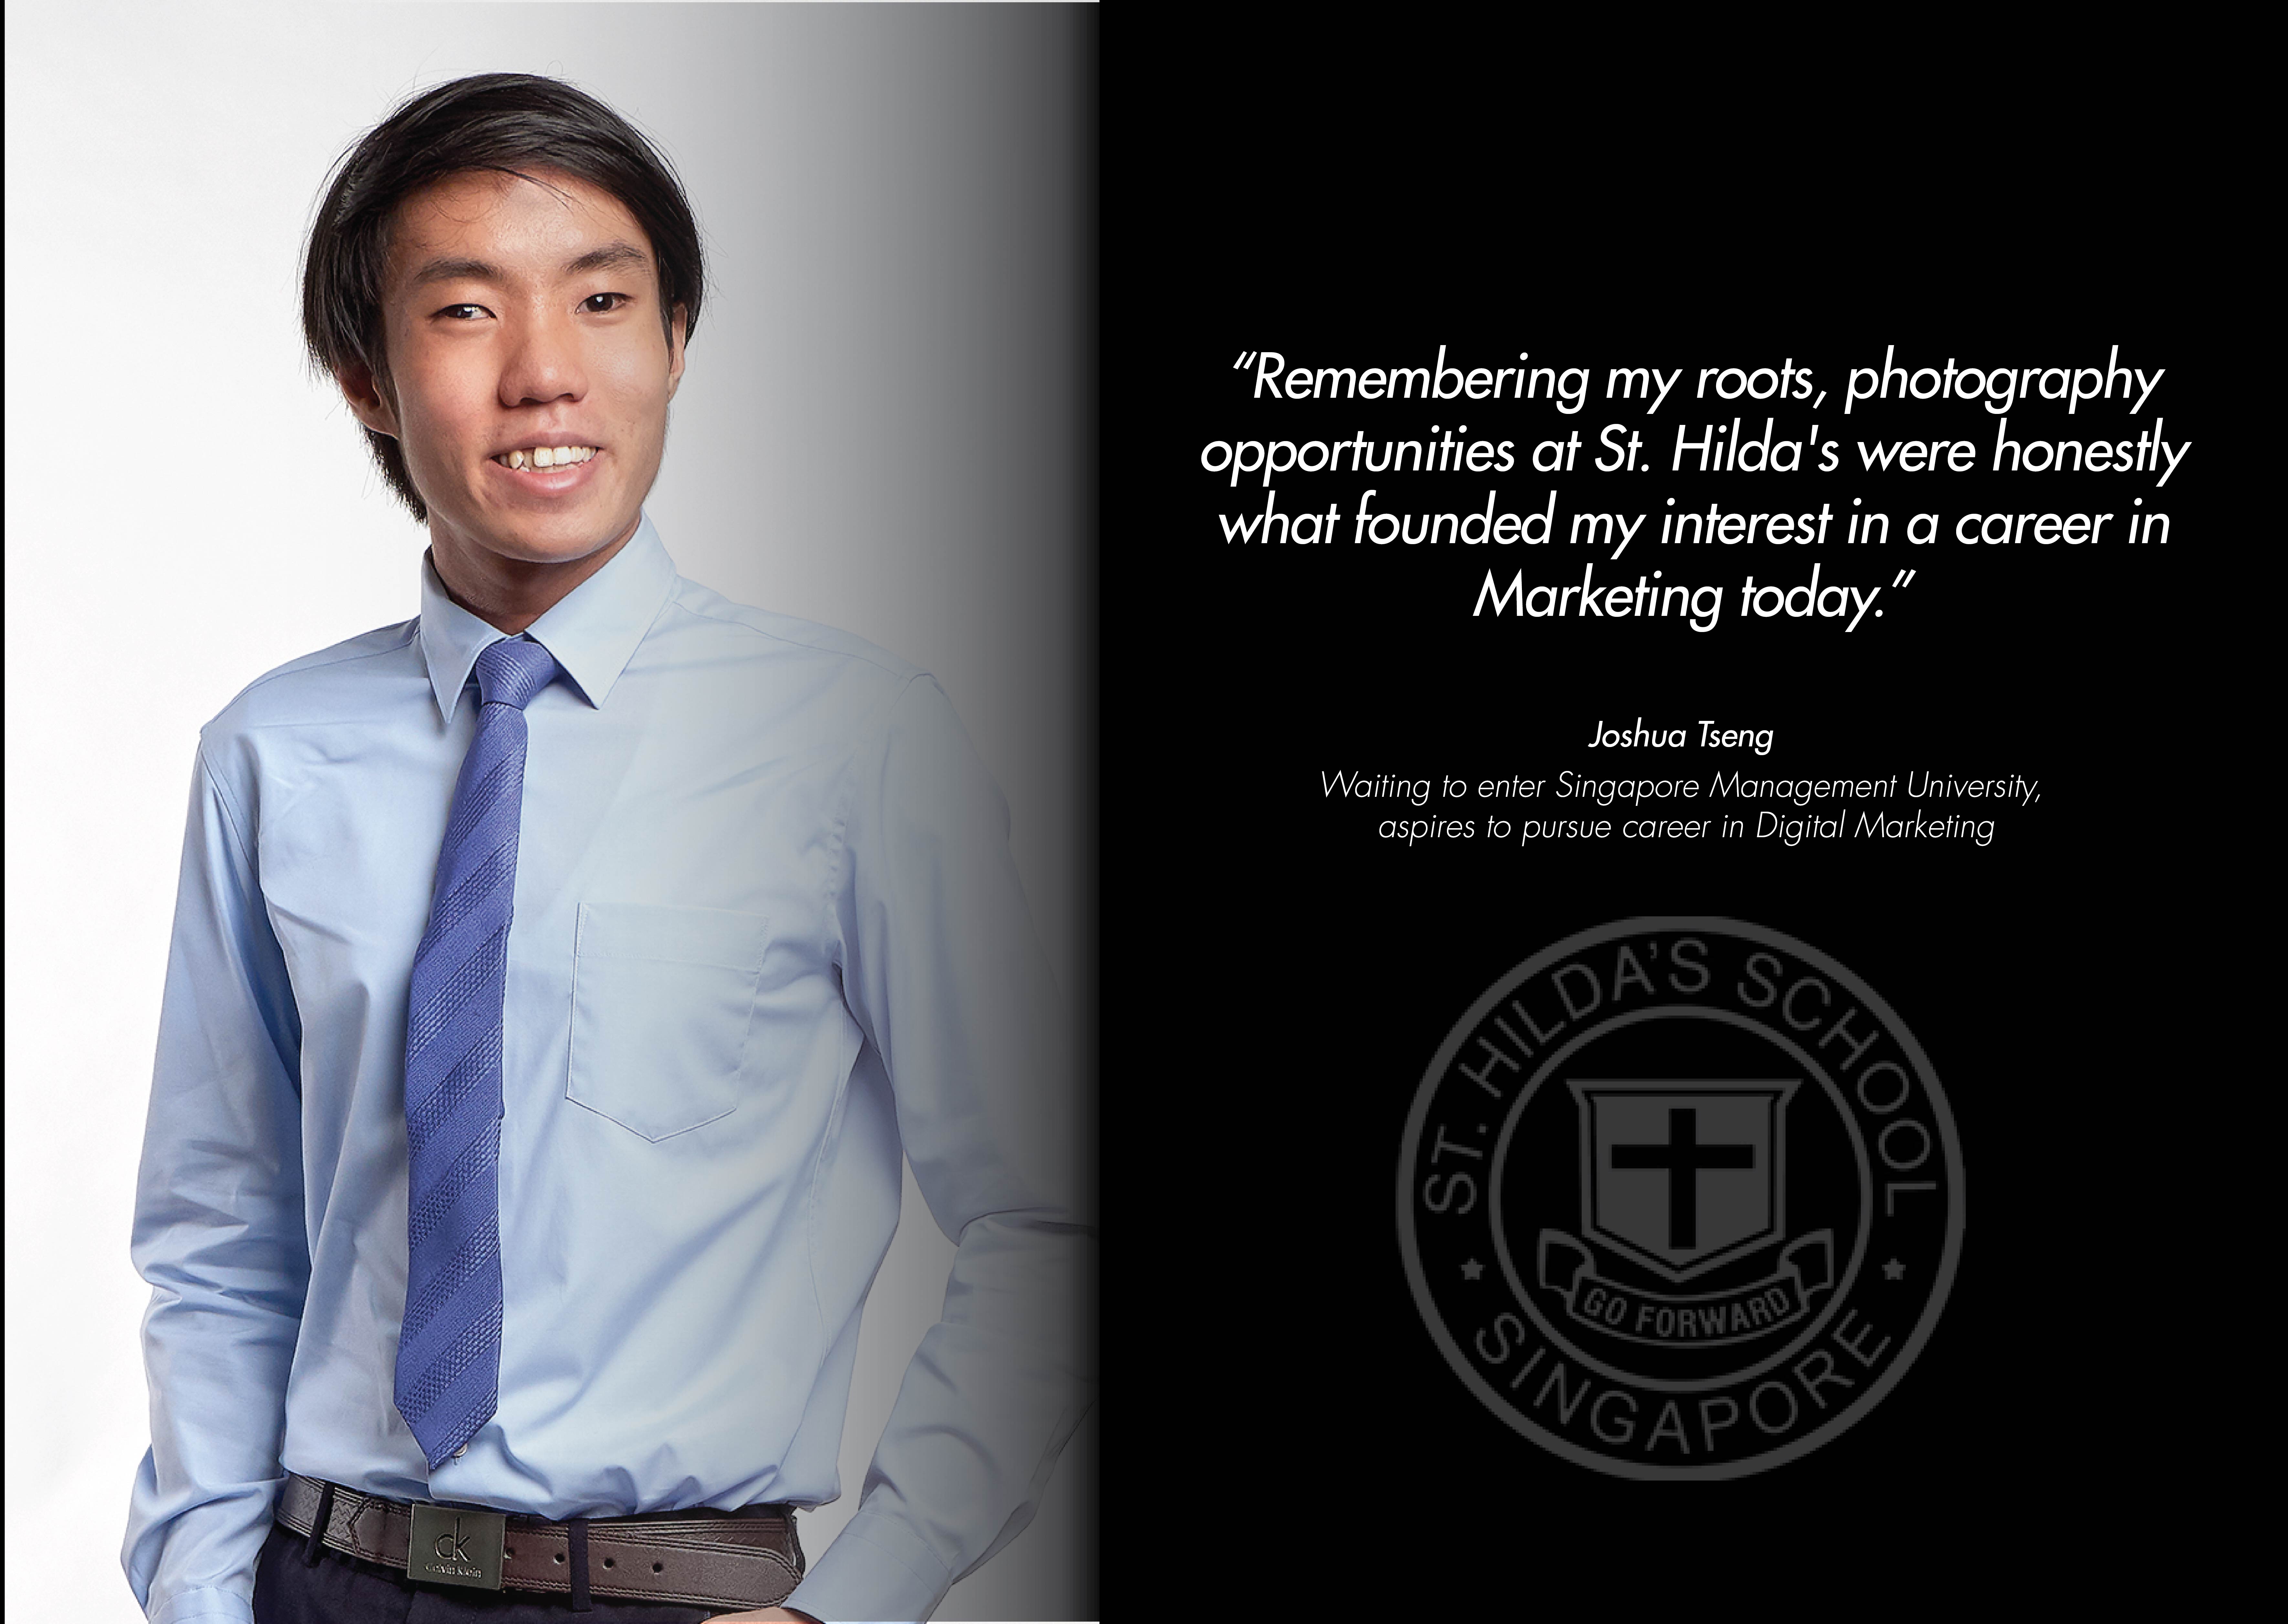 “Remembering my roots, photography
opportunities at St. Hilda's were honestly
what founded my interest in a career in
Marketing today.”
Joshua Tseng
Waiting to enter Singapore Management University,
aspires to pursue career in Digital Marketing
ST. HILDA’S SCHOOL
GO FORWARD
SINGAPORE
ck
Calvin Klein